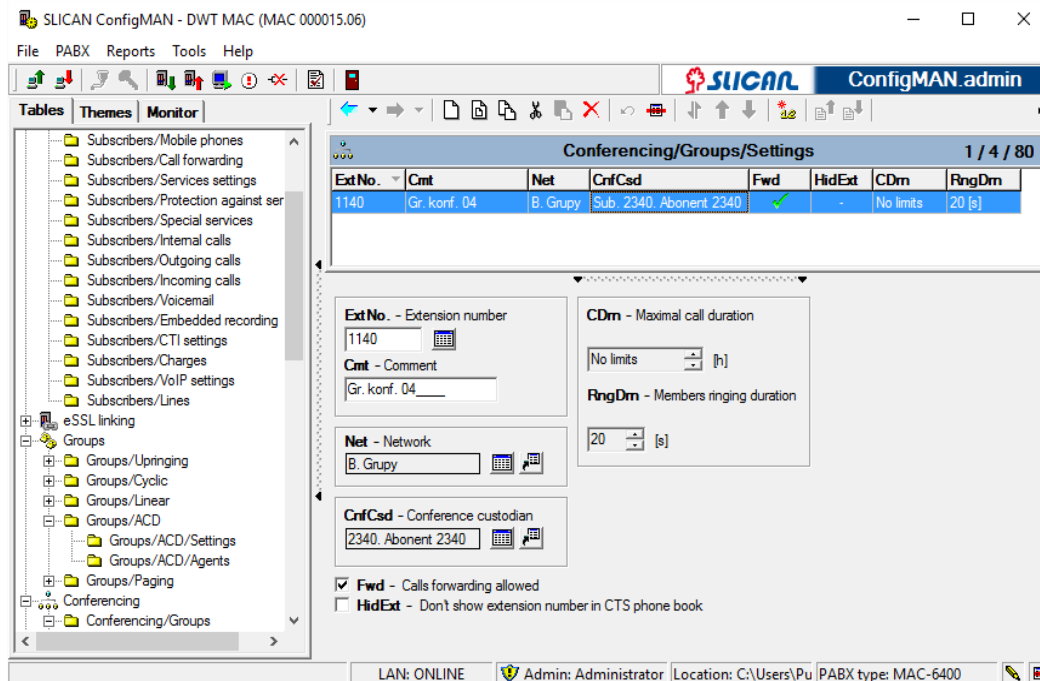 SLICAN ConfigMAN - DWT MAC (MAC 000015.06)
File PABX Reports Tools Help
SLICAN ConfigMAN.admin
Tables Themes Monitor
Subscribers/Mobile phones
Subscribers/Call forwarding
Subscribers/Services settings
Subscribers/Protection against ser
Subscribers/Special services
Subscribers/Internal calls
Subscribers/Outgoing calls
Subscribers/Incoming calls
Subscribers/Voicemail
Subscribers/Embedded recording
Subscribers/CTI settings
Subscribers/Charges
Subscribers/VoIP settings
Subscribers/Lines
eSSL linking
Groups
Groups/Upringing
Groups/Cyclic
Groups/Linear
Groups/ACD
Groups/ACD/Settings
Groups/ACD/Agents
Groups/Paging
Conferencing
Conferencing/Groups
Conferencing/Groups/Settings 1 / 4 / 80
ExtNo. Cmt Net CnfCsd Fwd HidExt CDrn RngDrn
1140 Gr. konf. 04 B. Grupy Sub. 2340. Abonent 2340 - No limits 20 [s]
ExtNo. - Extension number
1140
Cmt - Comment
Gr. konf. 04____
Net - Network
B. Grupy
CnfCsd - Conference custodian
2340. Abonent 2340
Fwd - Calls forwarding allowed
HidExt - Don't show extension number in CTS phone book
CDrn - Maximal call duration
No limits [h]
RngDrn - Members ringing duration
20 [s]
LAN: ONLINE Admin: Administrator Location: C:\Users\Pu PABX type: MAC-6400